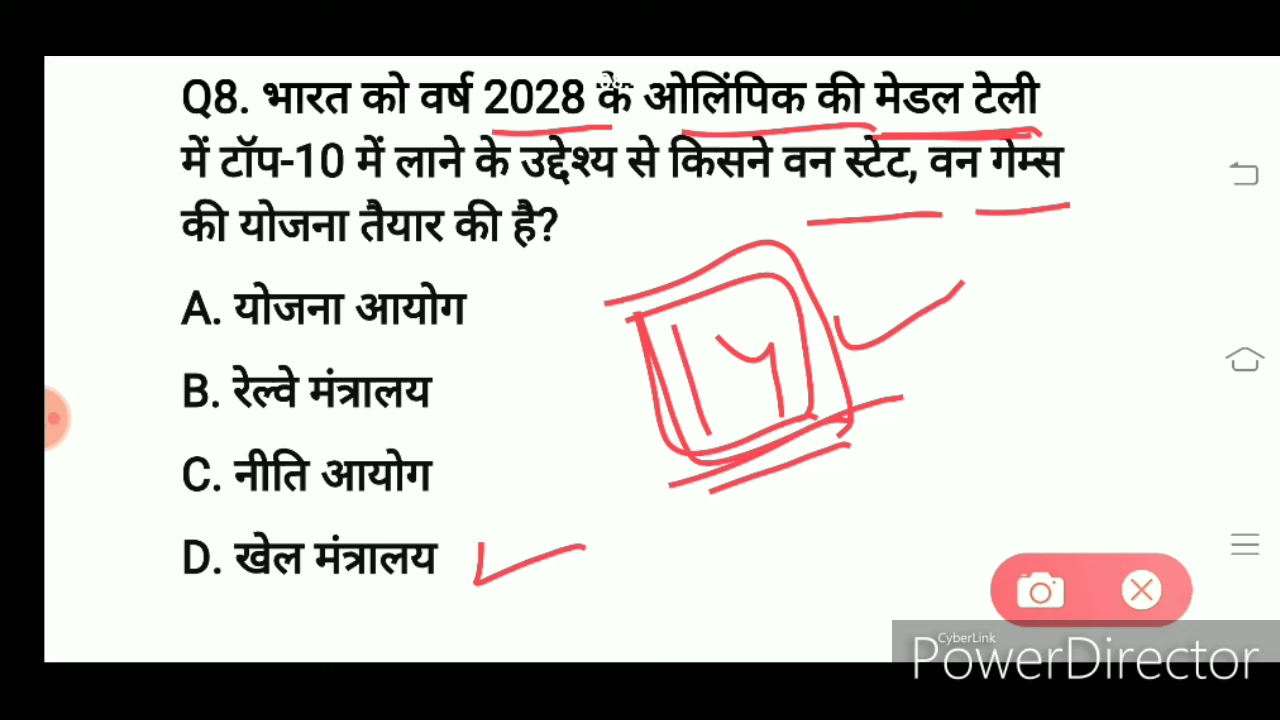 Q8. भारत को वर्ष 2028 के ओलिंपिक की मेडल टेली
में टॉप-10 में लाने के उद्देश्य से किसने वन स्टेट, वन गेम्स
की योजना तैयार की है?
A. योजना आयोग
B. रेल्वे मंत्रालय
C. नीति आयोग
D. खेल मंत्रालय
CyberLink
PowerDirector